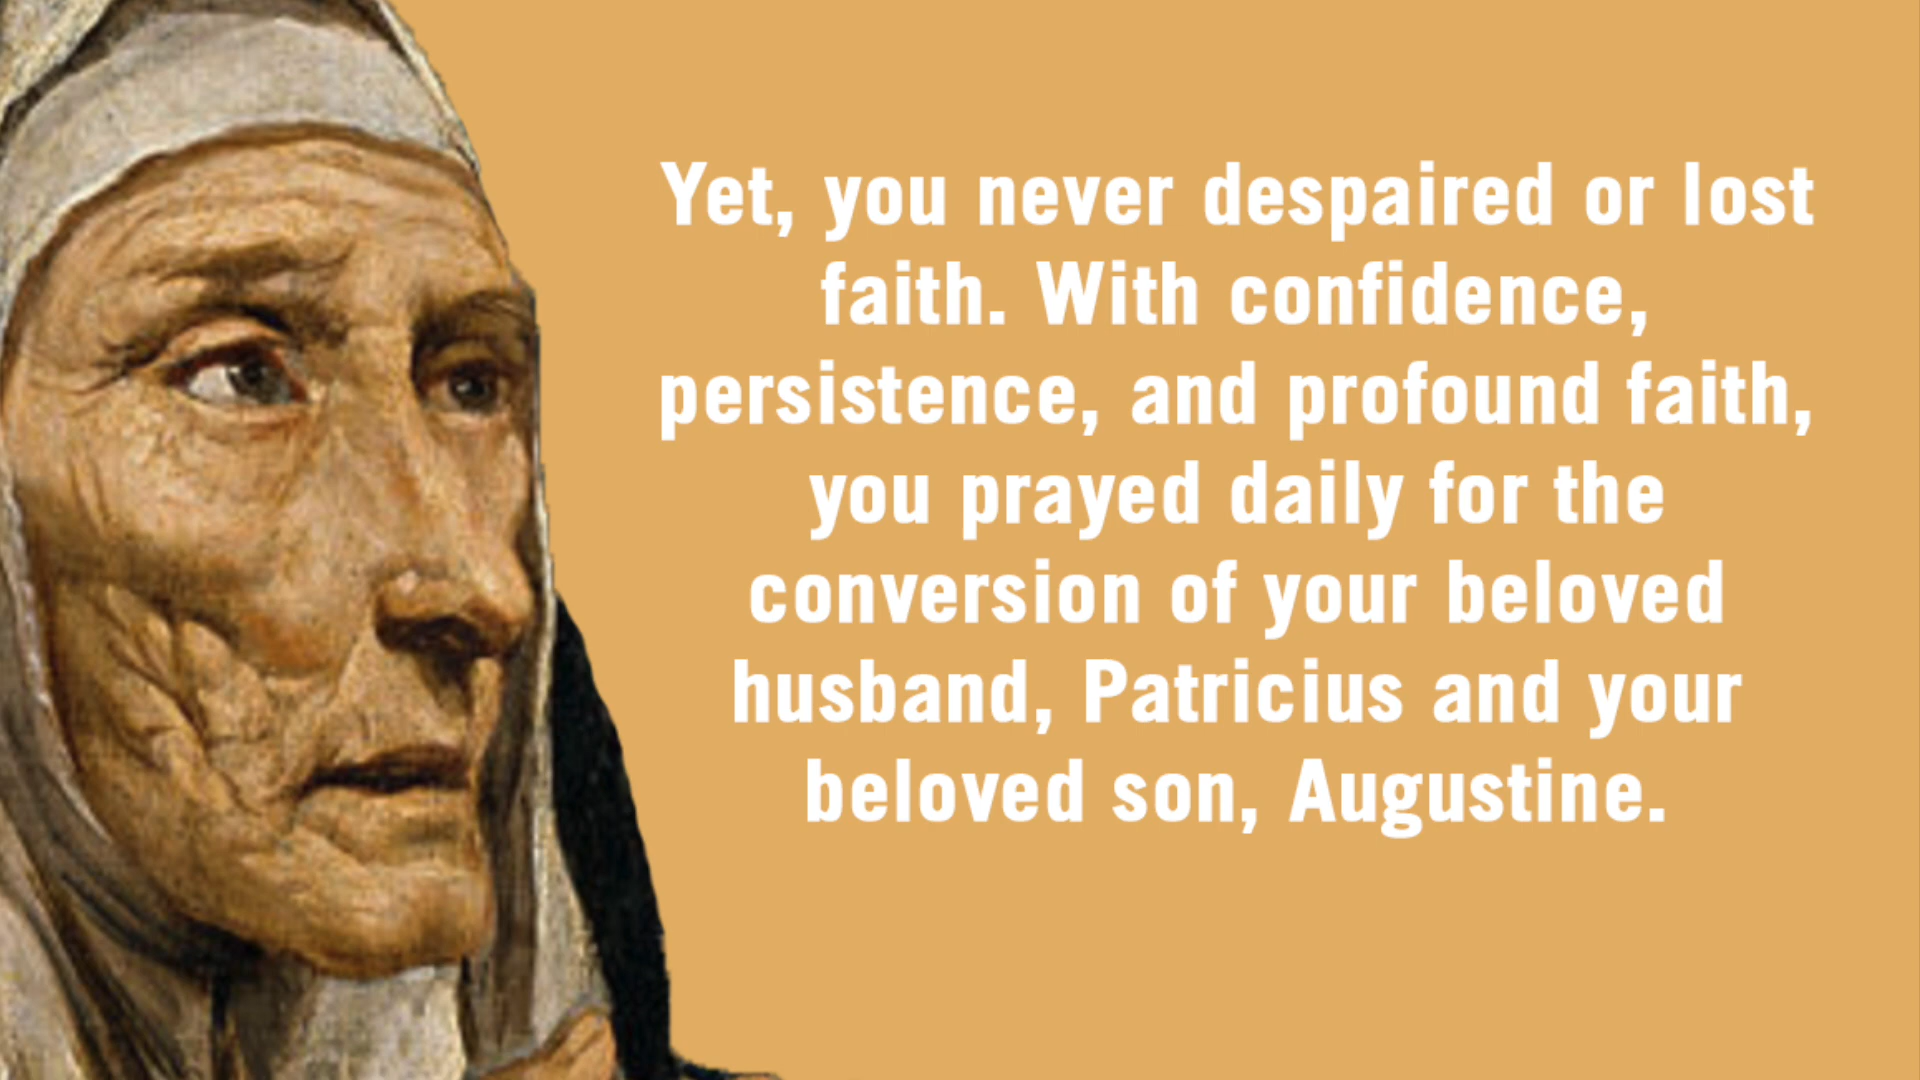 Yet, you never despaired or lost
faith. With confidence,
persistence, and profound faith,
you prayed daily for the
conversion of your beloved
husband, Patricius and your
beloved son, Augustine.